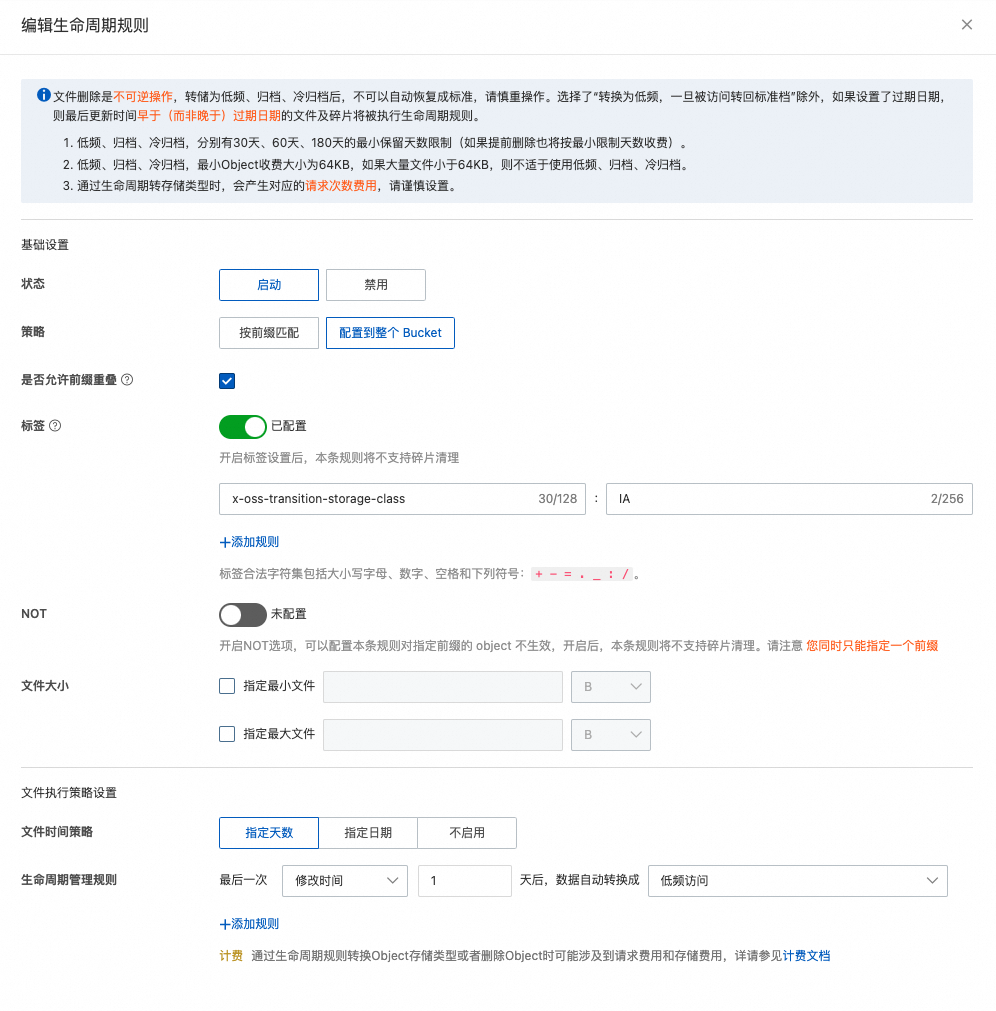 编辑生命周期规则
文件删除是不可逆操作，转储为低频、归档、冷归档后，不可以自动恢复成标准，请慎重操作。选择了“转换为低频，一旦被访问转回标准档”除外，如果设置了过期日期，
则最后更新时间早于（而非晚于）过期日期的文件及碎片将被执行生命周期规则。
1. 低频、归档、冷归档，分别有30天、60天、180天的最小保留天数限制（如果提前删除也将按最小限制天数收费）。
2. 低频、归档、冷归档，最小Object收费大小为64KB，如果大量文件小于64KB，则不适于使用低频、归档、冷归档。
3. 通过生命周期转存储类型时，会产生对应的请求次数费用，请谨慎设置。
基础设置
状态 启动 禁用
策略 按前缀匹配 配置到整个 Bucket
是否允许前缀重叠
标签 已配置
开启标签设置后，本条规则将不支持碎片清理
x-oss-transition-storage-class 30/128 : IA 2/256
+添加规则
标签合法字符集包括大小写字母、数字、空格和下列符号： + - = . _ : / 。
NOT 未配置
开启NOT选项，可以配置本条规则对指定前缀的 object 不生效，开启后，本条规则将不支持碎片清理。请注意 您同时只能指定一个前缀
文件大小 指定最小文件 B
指定最大文件 B
文件执行策略设置
文件时间策略 指定天数 指定日期 不启用
生命周期管理规则 最后一次 修改时间 1 天后，数据自动转换成 低频访问
+添加规则
计费 通过生命周期规则转换Object存储类型或者删除Object时可能涉及到请求费用和存储费用，详请参见计费文档